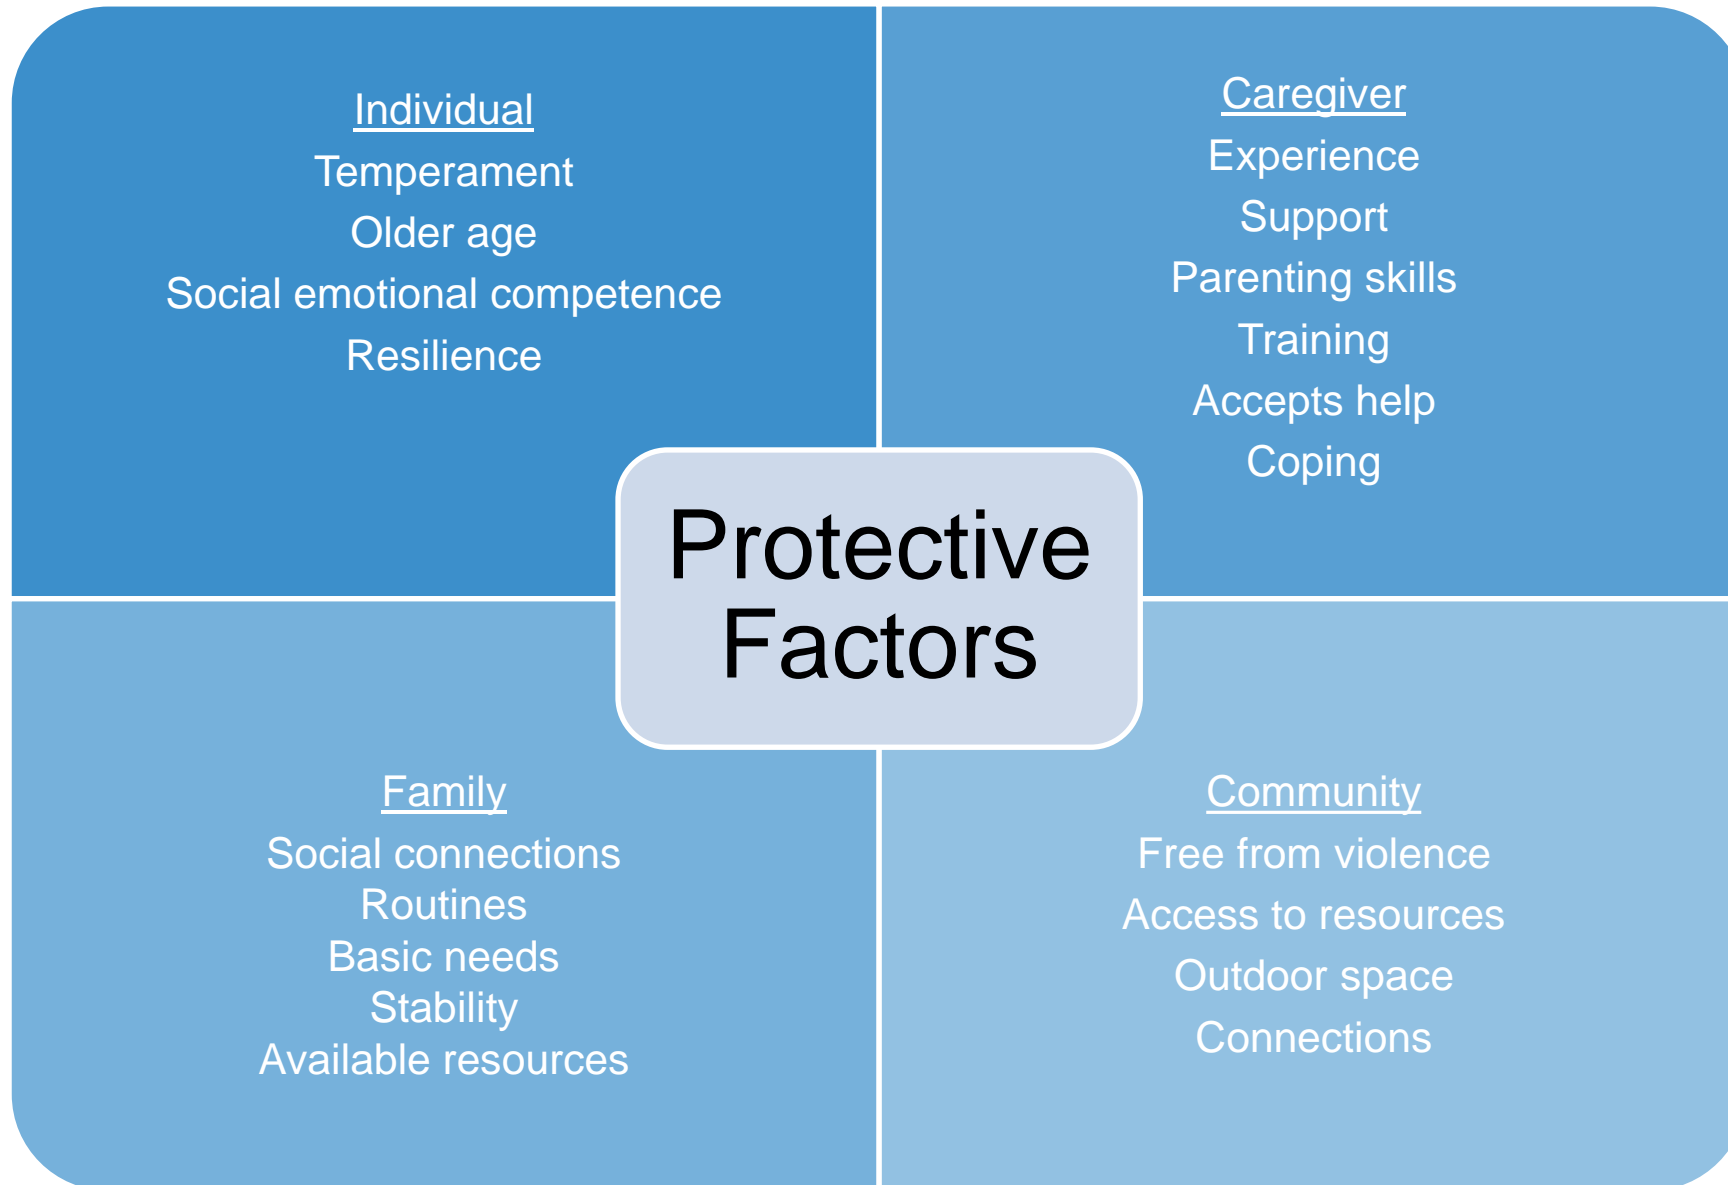 Individual
Temperament
Older age
Social emotional competence
Resilience
Caregiver
Experience
Support
Parenting skills
Training
Accepts help
Coping
Protective
Factors
Family
Social connections
Routines
Basic needs
Stability
Available resources
Community
Free from violence
Access to resources
Outdoor space
Connections